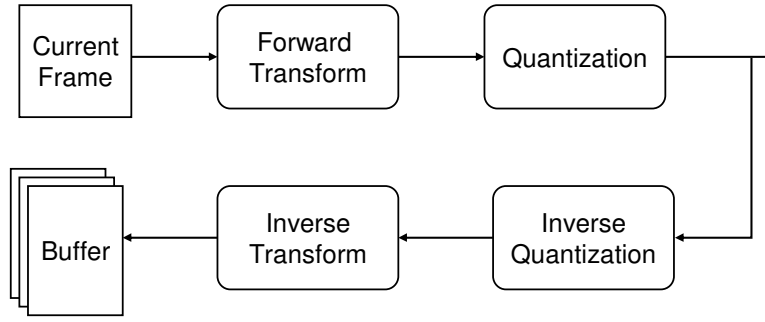 Current
Frame
Forward
Transform
Quantization
Buffer
Inverse
Transform
Inverse
Quantization